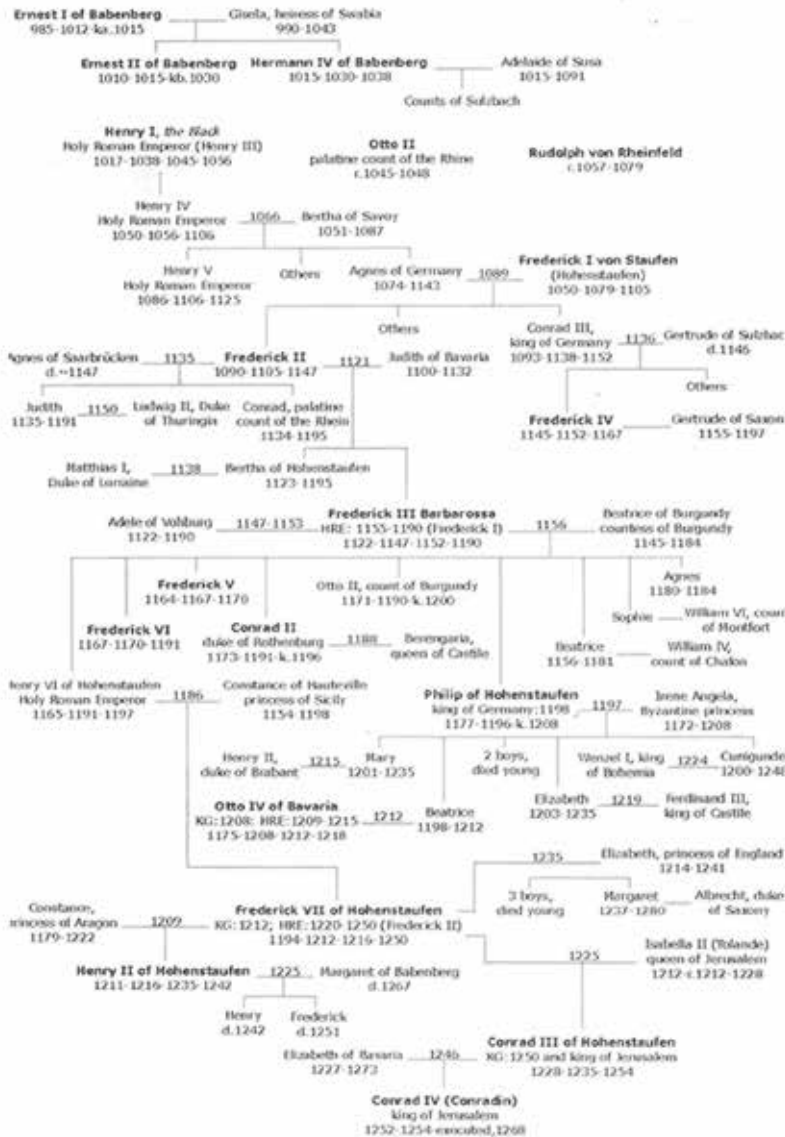 Ernest I of Babenberg
985-1012-ka.1015
Gisela, heiress of Swabia
990-1043
Ernest II of Babenberg
1010-1015-kb.1030
Hermann IV of Babenberg
1015-1030-1038
Adelaide of Susa
1015-1091
Counts of Sulzbach
Henry I, the Black
Holy Roman Emperor (Henry III)
1017-1038-1045-1056
Otto II
palatine count of the Rhine
c.1045-1048
Rudolph von Rheinfeld
c.1057-1079
Henry IV
Holy Roman Emperor
1050-1056-1106
1066
Bertha of Savoy
1051-1087
Henry V
Holy Roman Emperor
1086-1106-1125
Others
Agnes of Germany
1074-1143
1089
Frederick I von Staufen
(Hohenstaufen)
1050-1079-1105
Others
Conrad III,
king of Germany
1093-1138-1152
1136
Gertrude of Sulzbac
d.1146
Agnes of Saarbrücken
d.~1147
1135
Frederick II
1090-1105-1147
1121
Judith of Bavaria
1100-1132
Others
Judith
1135-1191
1150
Ludwig II, Duke
of Thuringia
Conrad, palatine
count of the Rhein
1134-1195
Frederick IV
1145-1152-1167
Gertrude of Saxon
1155-1197
Matthias I,
Duke of Lorraine
1138
Bertha of Hohenstaufen
1123-1195
Adele of Vohburg
1122-1190
1147-1153
Frederick III Barbarossa
HRE: 1155-1190 (Frederick I)
1122-1147-1152-1190
1156
Beatrice of Burgundy
countess of Burgundy
1145-1184
Frederick V
1164-1167-1170
Otto II, count of Burgundy
1171-1190-k.1200
Agnes
1180-1184
Frederick VI
1167-1170-1191
Conrad II
duke of Rothenburg
1173-1191-k.1196
1188
Berengaria,
queen of Castile
Sophie
William VI, coun
of Montfort
Beatrice
1156-1181
William IV,
count of Chalon
Henry VI of Hohenstaufen
Holy Roman Emperor
1165-1191-1197
1186
Constance of Hauteville
princess of Sicily
1154-1198
Philip of Hohenstaufen
king of Germany:1198
1177-1196-k.1208
1197
Irene Angela,
Byzantine princess
1172-1208
Henry II,
duke of Brabant
1215
Mary
1201-1235
2 boys,
died young
Wenzel I, king
of Bohemia
1224
Cunigunde
1200-1248
Otto IV of Bavaria
KG:1208; HRE:1209-1215
1175-1208-1212-1218
1212
Beatrice
1198-1212
Elizabeth
1203-1235
1219
Ferdinand III,
king of Castile
1235
Elizabeth, princess of England
1214-1241
Constance,
princess of Aragon
1179-1222
1209
Frederick VII of Hohenstaufen
KG:1212; HRE:1220-1250 (Frederick II)
1194-1212-1216-1250
3 boys,
died young
Margaret
1237-1280
Albrecht, duke
of Saxony
1225
Isabella II (Yolande)
queen of Jerusalem
1212-c.1212-1228
Henry II of Hohenstaufen
1211-1216-1235-1242
1225
Margaret of Babenberg
d.1267
Henry
d.1242
Frederick
d.1251
Elizabeth of Bavaria
1227-1273
1246
Conrad III of Hohenstaufen
KG:1250 and king of Jerusalem
1228-1235-1254
Conrad IV (Conradin)
king of Jerusalem
1252-1254-executed,1268